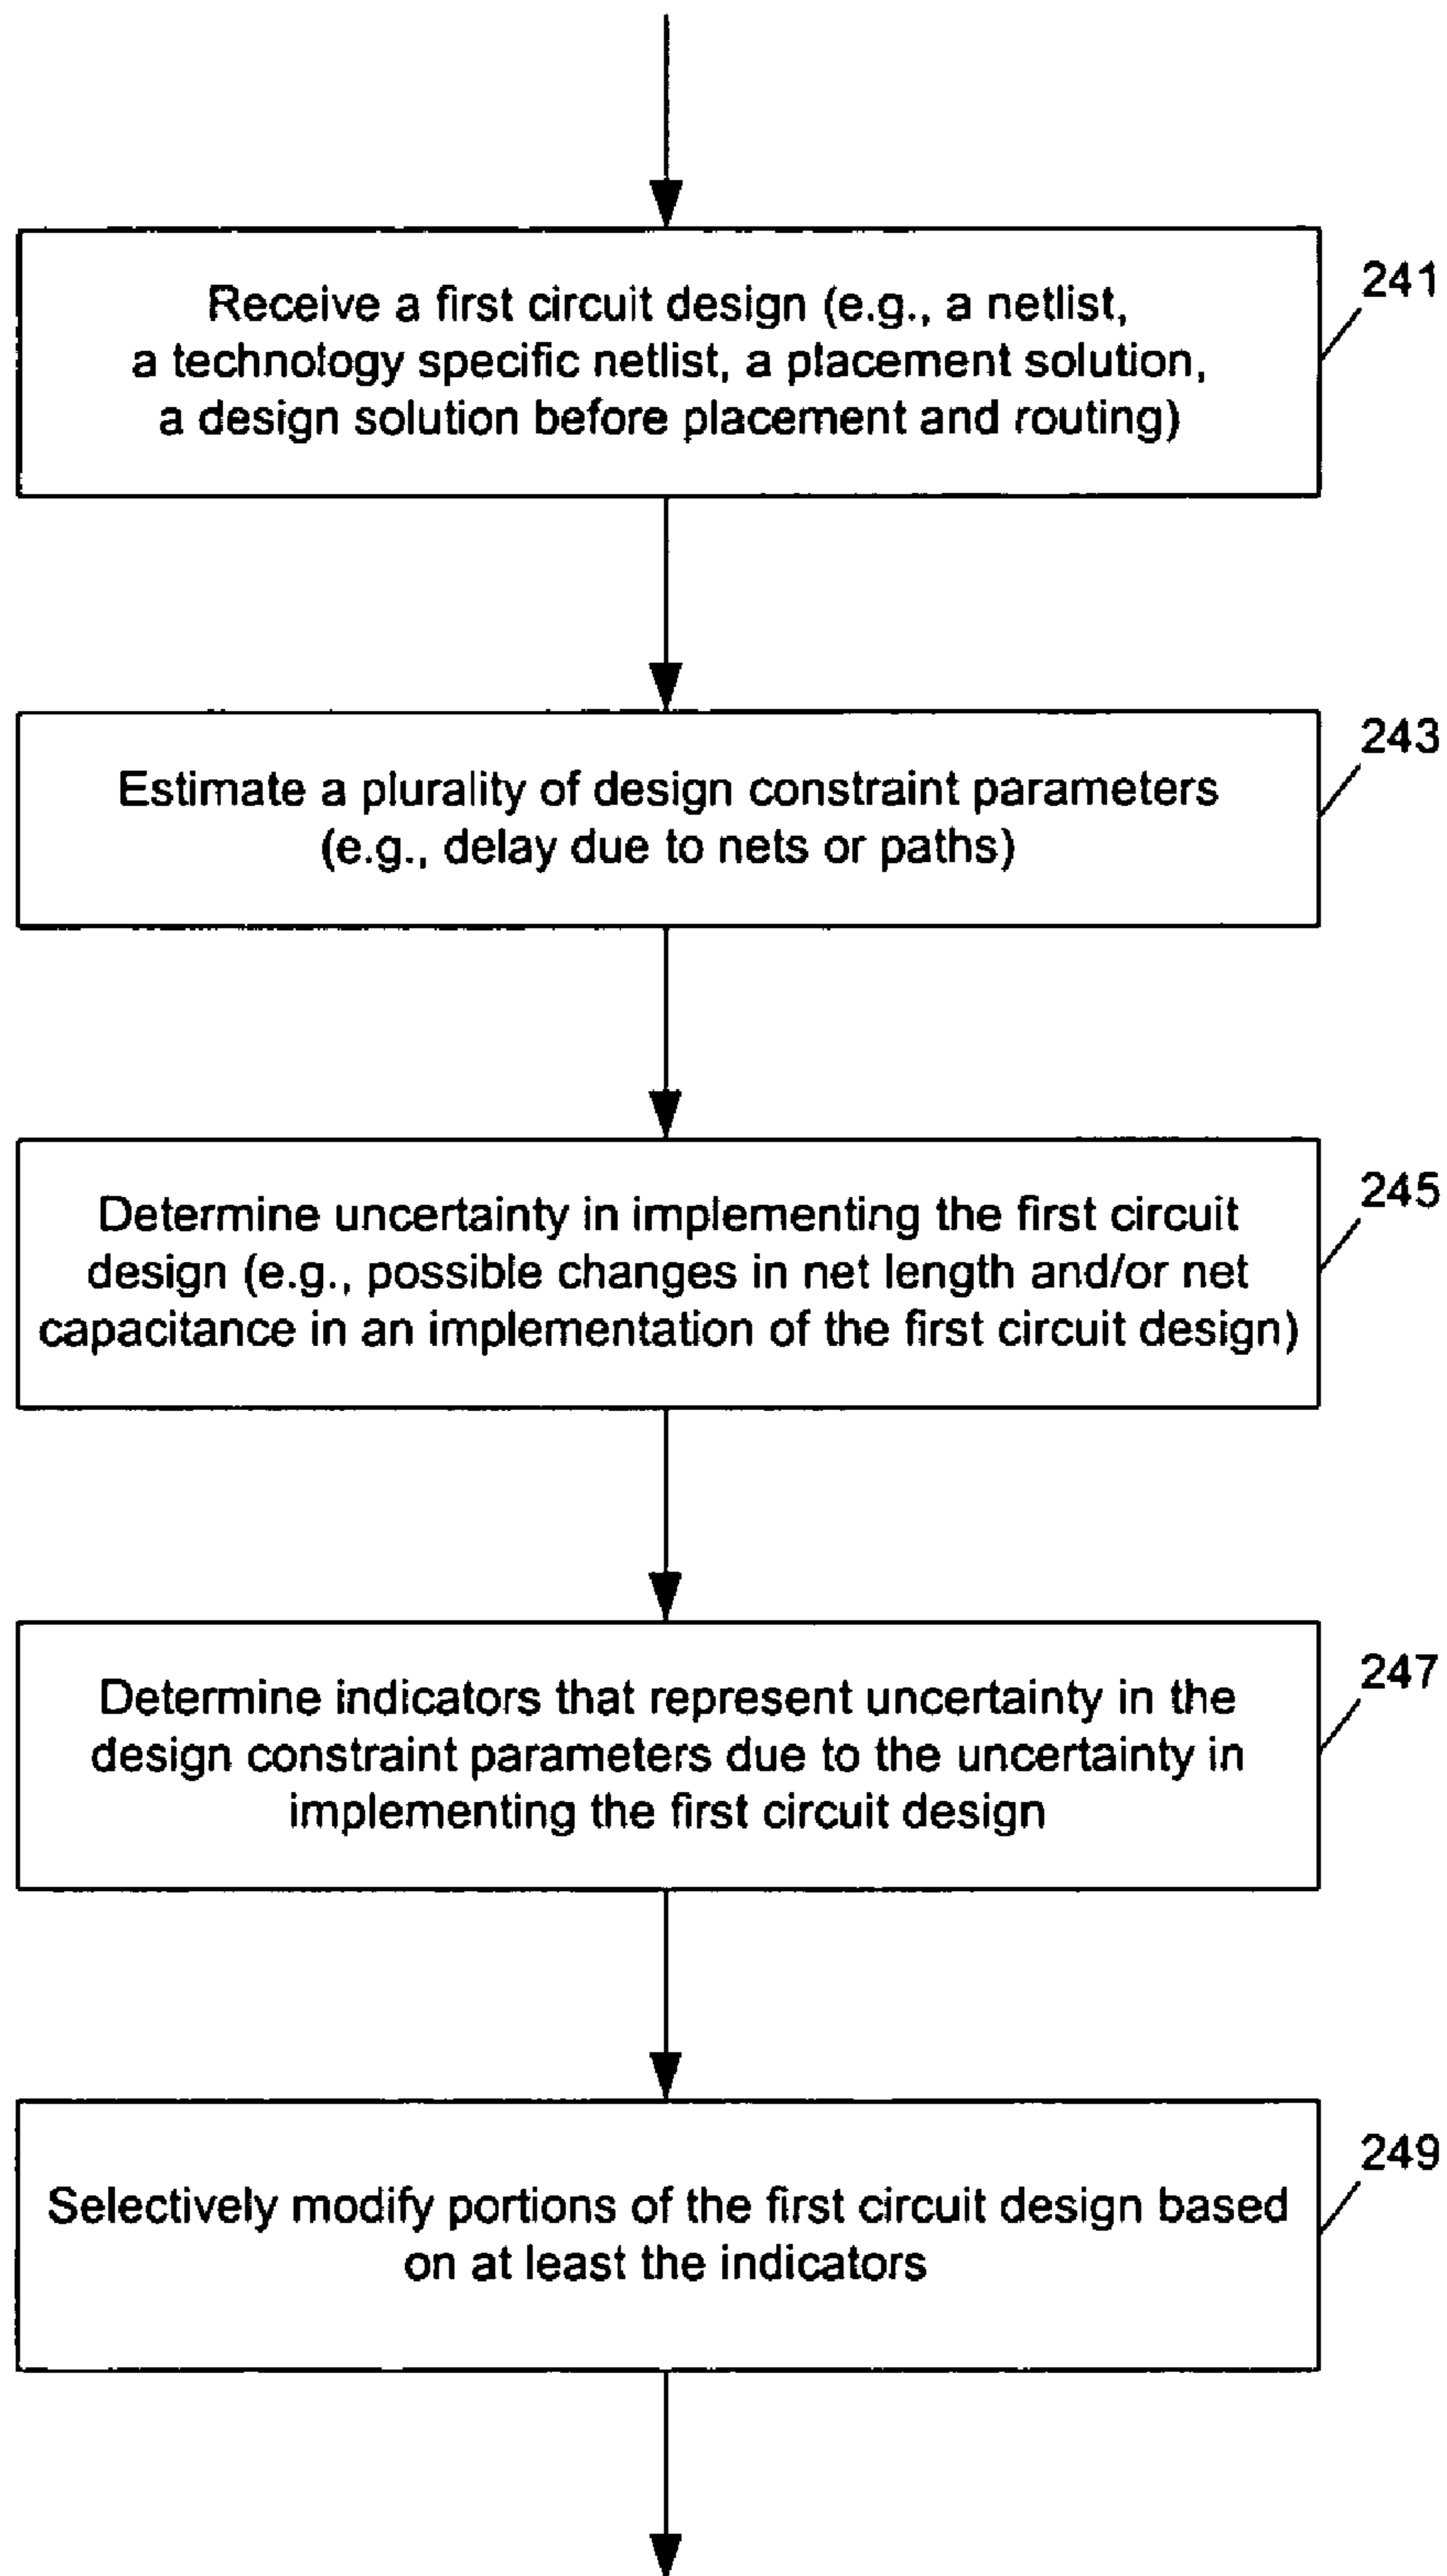 Receive a first circuit design (e.g., a netlist,
a technology specific netlist, a placement solution,
a design solution before placement and routing)
241
Estimate a plurality of design constraint parameters
(e.g., delay due to nets or paths)
243
Determine uncertainty in implementing the first circuit
design (e.g., possible changes in net length and/or net
capacitance in an implementation of the first circuit design)
245
Determine indicators that represent uncertainty in the
design constraint parameters due to the uncertainty in
implementing the first circuit design
247
Selectively modify portions of the first circuit design based
on at least the indicators
249